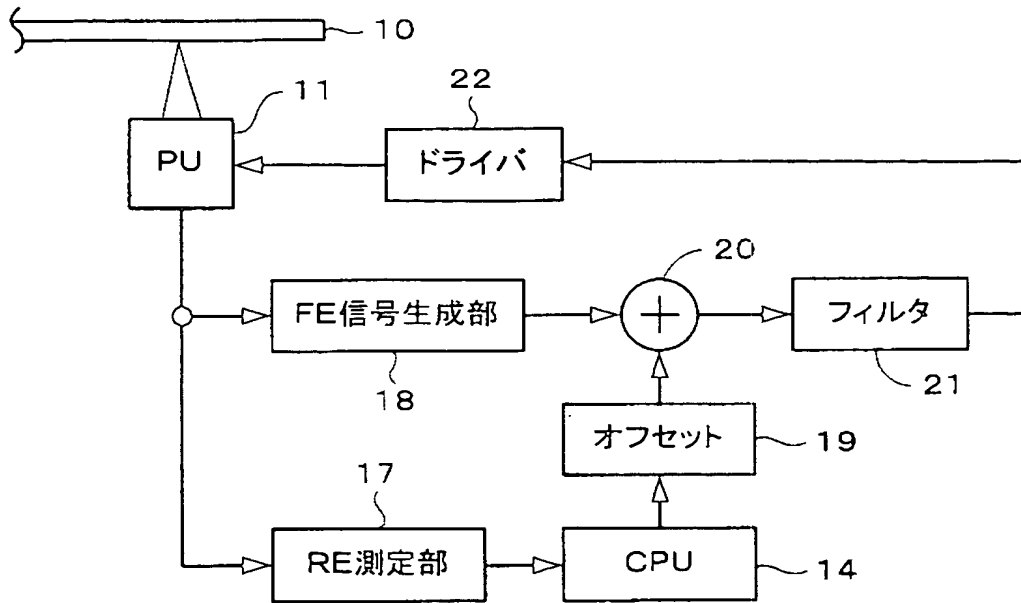 10
11
22
PU
ドライバ
20
FE信号生成部
+
フィルタ
18
21
オフセット
19
17
RE測定部
CPU
14